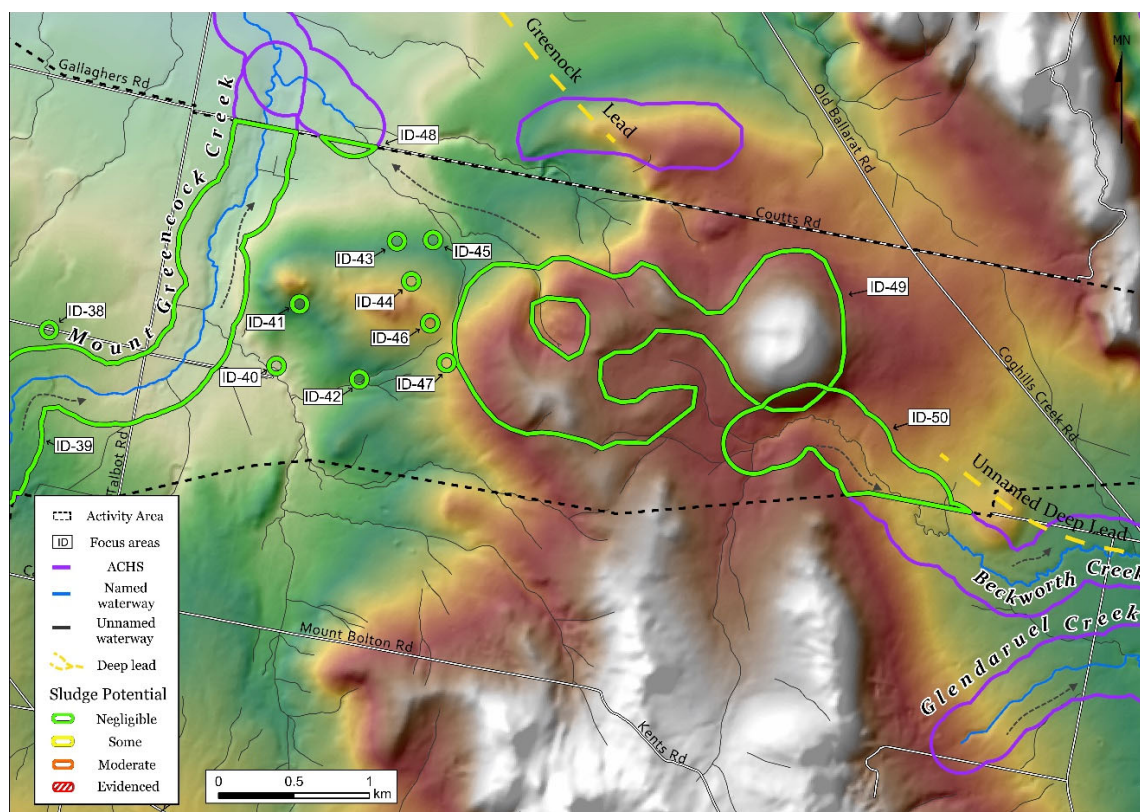 MN
Gallaghers Rd
Greenock
Lead
Old Ballarat Rd
ID-48
Coutts Rd
Mount Greencock Creek
ID-43
ID-45
ID-44
ID-49
ID-41
ID-38
ID-46
ID-40
ID-42
ID-47
Coghills Creek Rd
ID-50
ID-39
Talbot Rd
Unnamed Deep Lead
Beckworth Creek
Glendaruel Creek
Mount Bolton Rd
Kents Rd
C
Activity Area
ID
Focus areas
ACHS
Named
waterway
Unnamed
waterway
Deep lead
Sludge Potential
Negligible
Some
Moderate
Evidenced
0 0.5 1
km